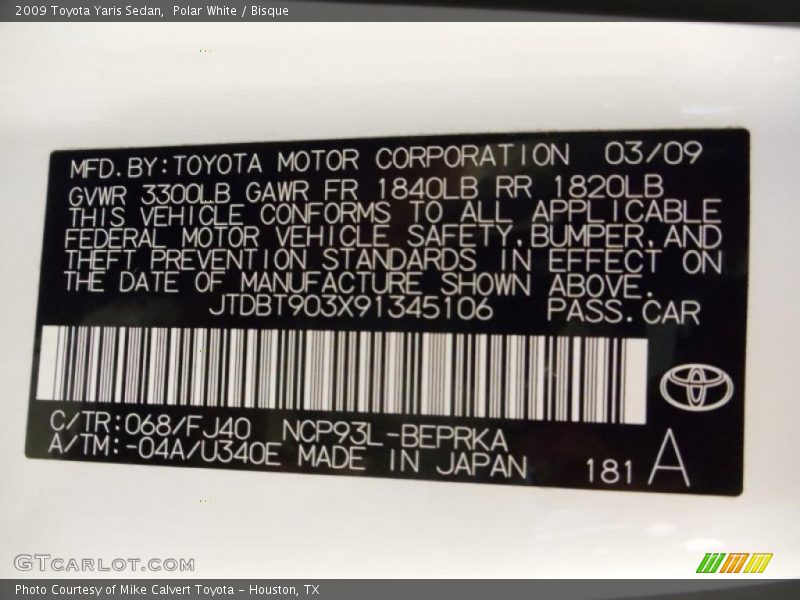 2009 Toyota Yaris Sedan,  Polar White / Bisque
MFD.BY:TOYOTA MOTOR CORPORATION 03/09
GVWR 3300LB GAWR FR 1840LB RR 1820LB
THIS VEHICLE CONFORMS TO ALL APPLICABLE
FEDERAL MOTOR VEHICLE SAFETY,BUMPER,AND
THEFT PREVENTION STANDARDS IN EFFECT ON
THE DATE OF MANUFACTURE SHOWN ABOVE.
JTDBT903X91345106 PASS.CAR
C/TR:068/FJ40 NCP93L-BEPRKA
A/TM:-04A/U340E MADE IN JAPAN 181 A
GTCARLOT.COM
Photo Courtesy of Mike Calvert Toyota - Houston, TX